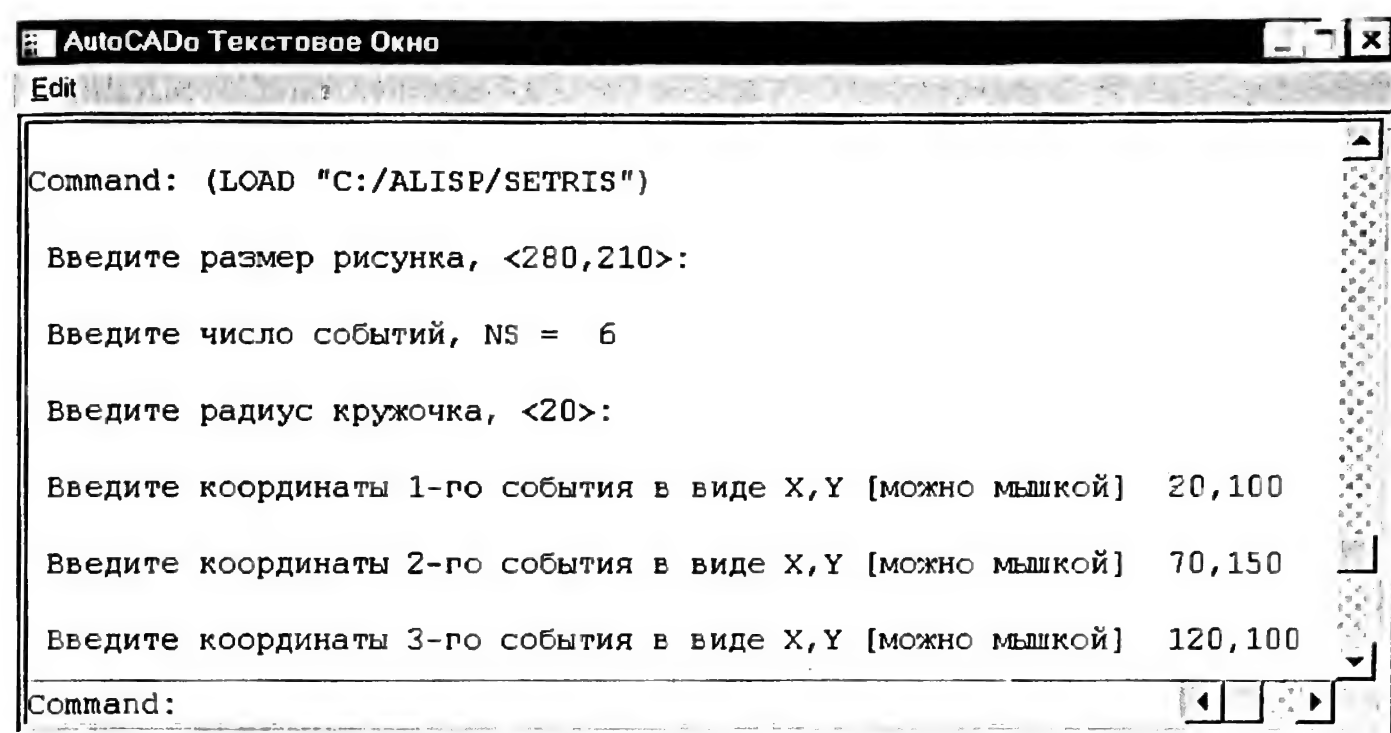 AutoCADo Текстовое Окно
Edit
Command: (LOAD "C:/ALISP/SETRIS")
Введите размер рисунка, <280,210>:
Введите число событий, NS = 6
Введите радиус кружочка, <20>:
Введите координаты 1-го события в виде X,Y [можно мышкой] 20,100
Введите координаты 2-го события в виде X,Y [можно мышкой] 70,150
Введите координаты 3-го события в виде X,Y [можно мышкой] 120,100
Command: